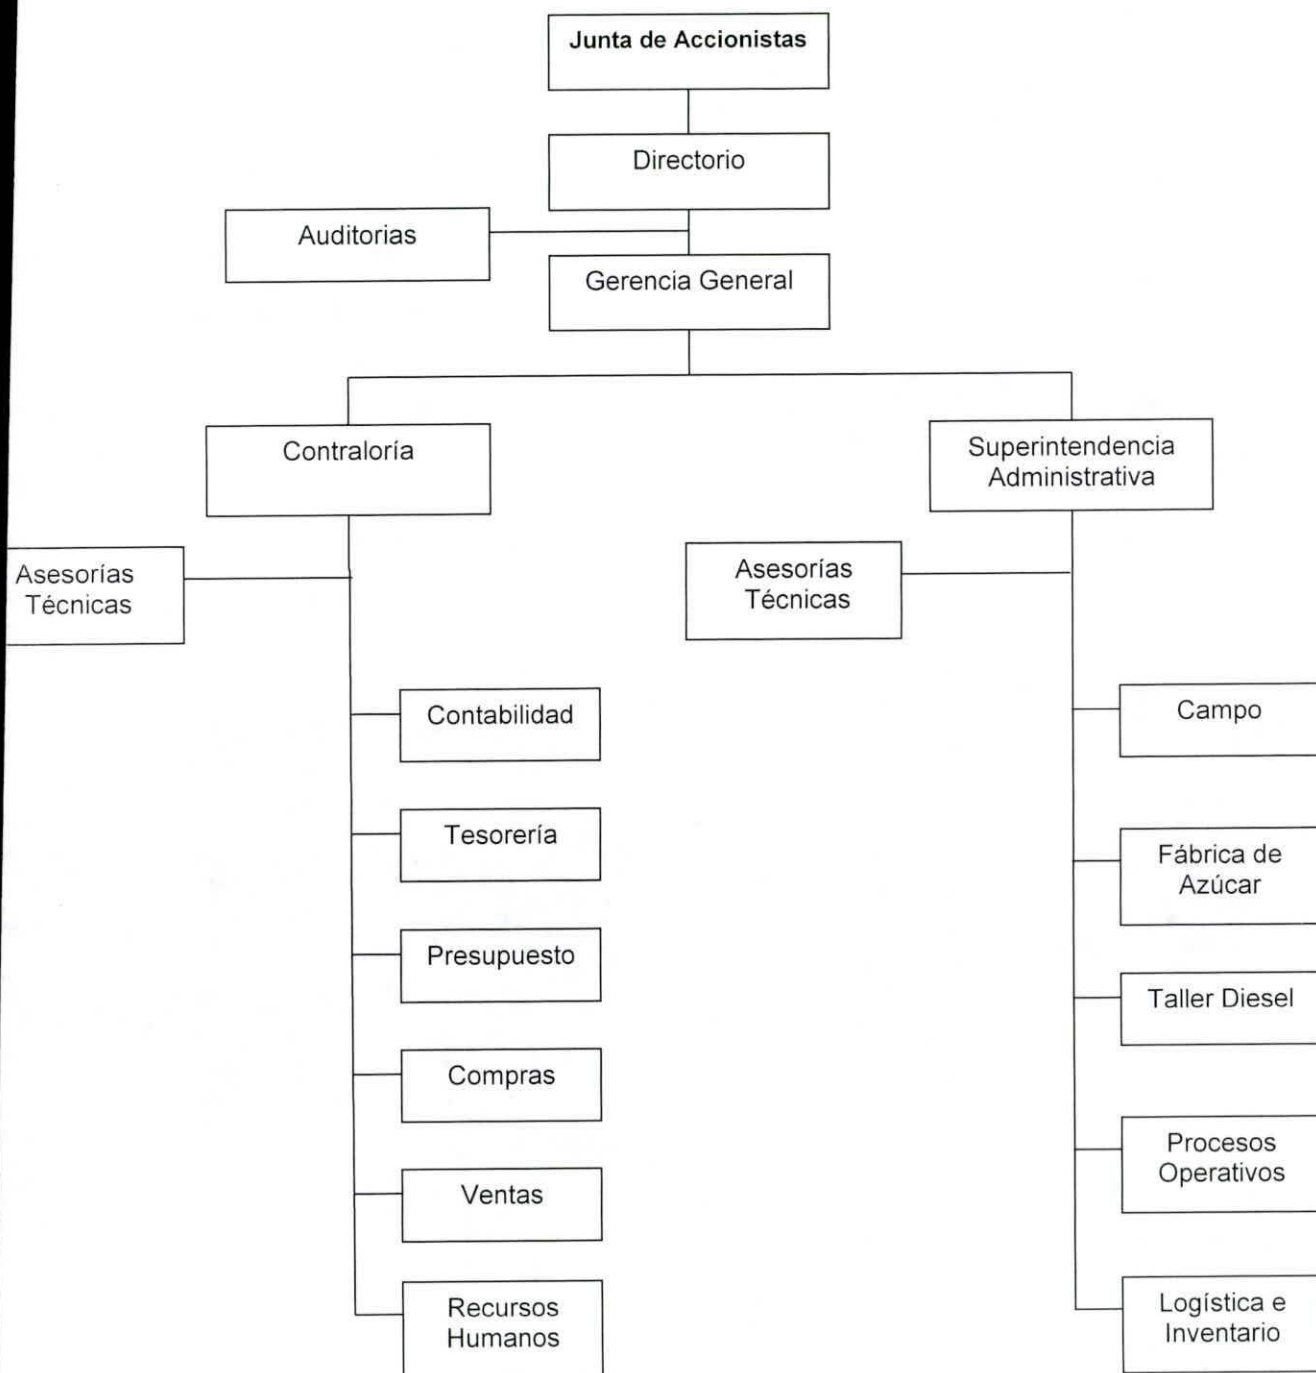 Junta de Accionistas
Directorio
Auditorias
Gerencia General
Contraloría
Superintendencia
Administrativa
Asesorías
Técnicas
Asesorías
Técnicas
Contabilidad
Campo
Tesorería
Fábrica de
Azúcar
Presupuesto
Taller Diesel
Compras
Procesos
Operativos
Ventas
Recursos
Humanos
Logística e
Inventario